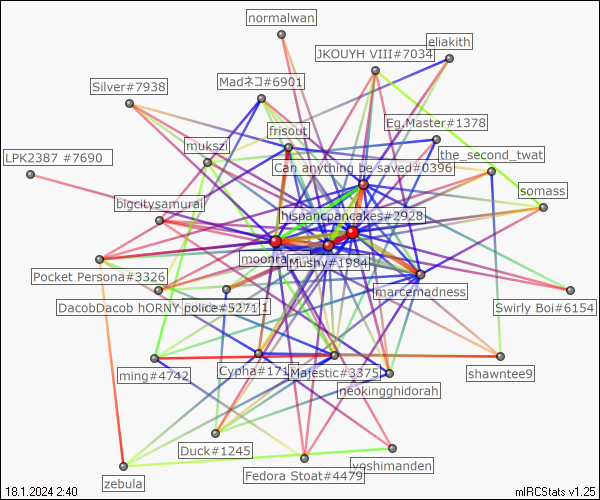 normalwan
eliakith
JKOUYH VIII#7034
Madネコ#6901
Silver#7938
Eg.Master#1378
frisout
mukszi
the_second_twat
LPK2387 #7690
Can anything be saved#0396
somass
bigcitysamurai
hispancpancakes#2928
moonra
Mushy#1984
Pocket Persona#3326
marcemadness
DacobDacob hORNY police#5271
Swirly Boi#6154
ming#4742
Cypha#171
Majestic#3375
shawntee9
neokingghidorah
Duck#1245
yoshimanden
Fedora Stoat#4479
zebula
18.1.2024 2:40
mIRCStats v1.25